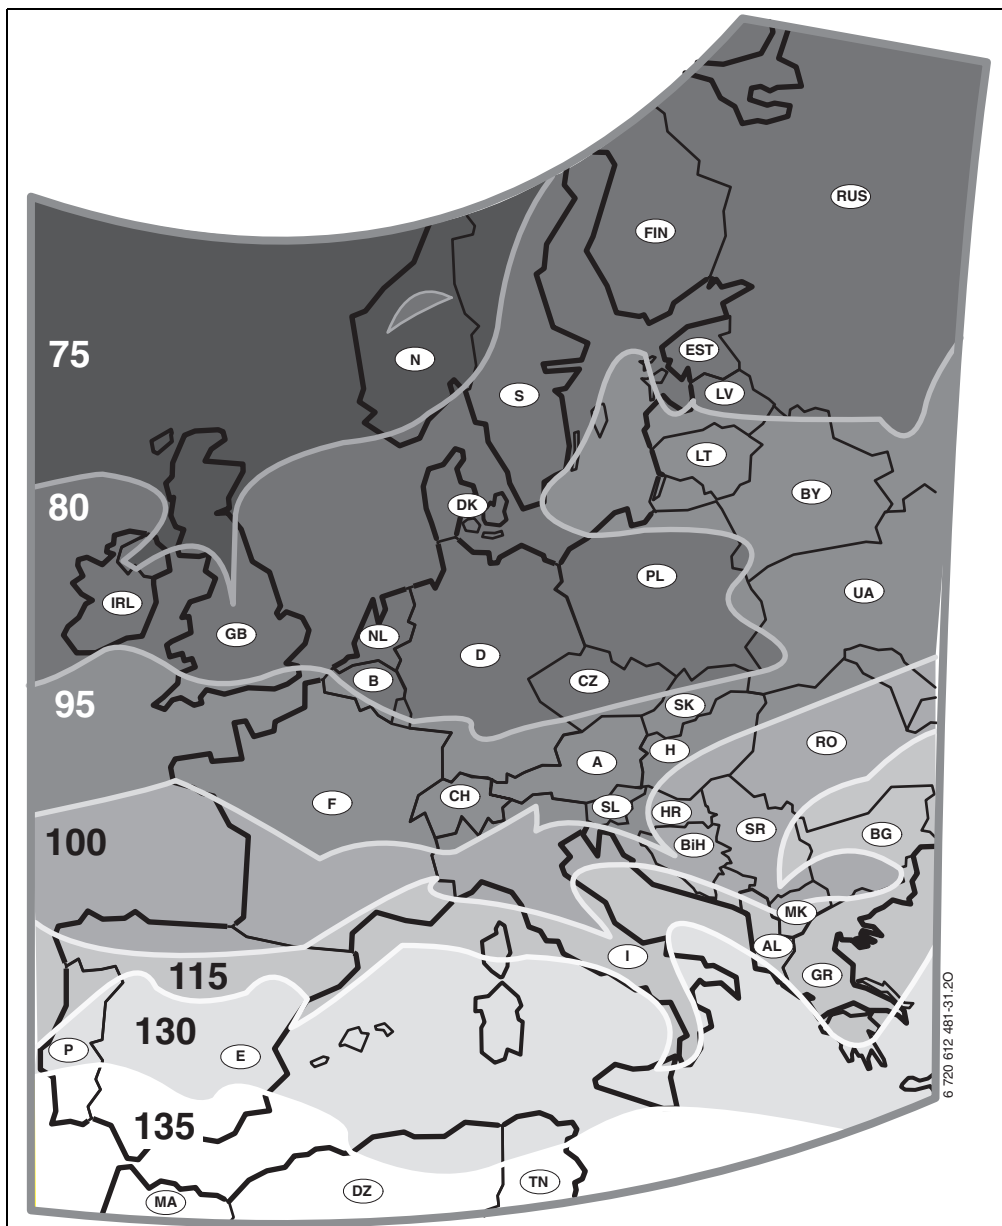 RUS
FIN
75
N
EST
S
LV
LT
80
DK
BY
PL
UA
IRL
GB
NL
D
B
CZ
95
SK
RO
H
A
F
CH
SL
HR
SR
BG
100
BiH
MK
AL
I
115
GR
130
P
E
135
MA
DZ
TN
6 720 612 481-31.2O